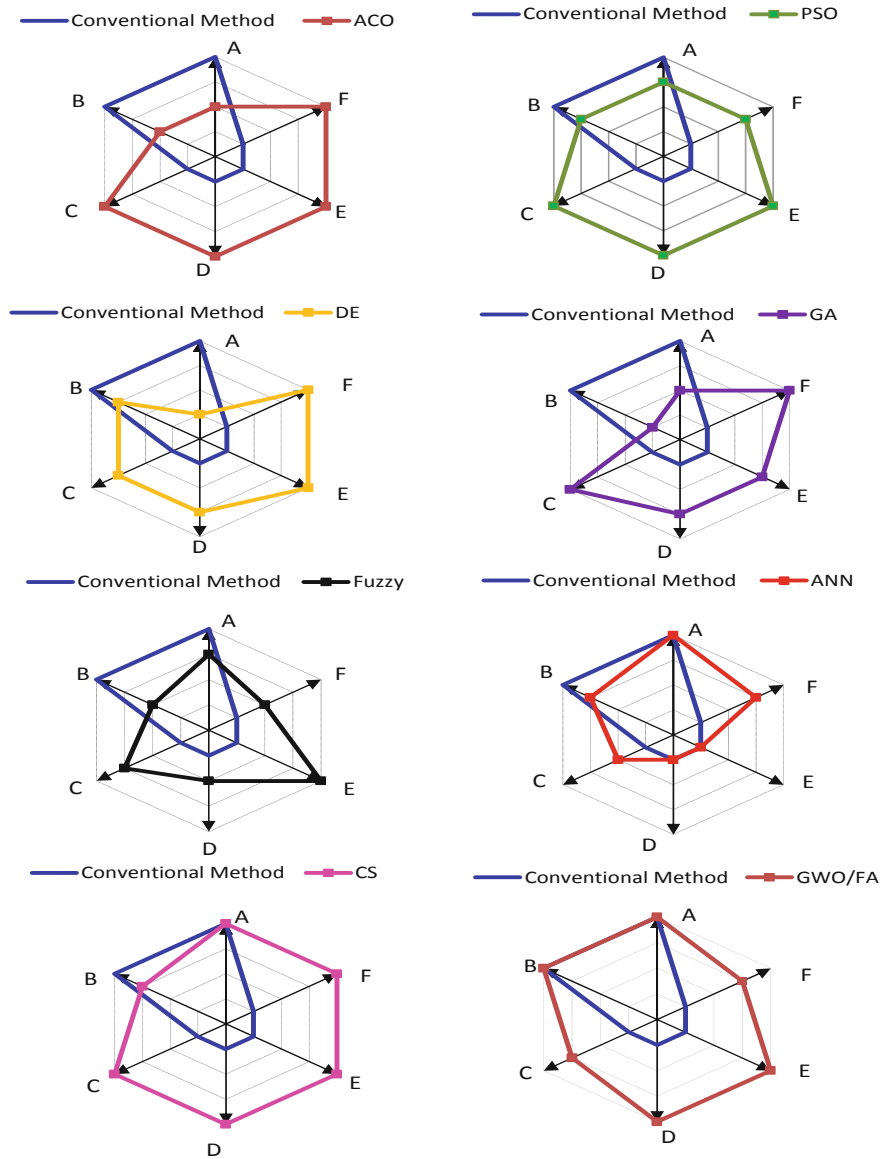 Conventional Method ACO
A
B
F
C
E
D
Conventional Method PSO
A
B
F
C
E
D
Conventional Method DE
A
B
F
C
E
D
Conventional Method GA
A
B
F
C
E
D
Conventional Method Fuzzy
A
B
F
C
E
D
Conventional Method ANN
A
B
F
C
E
D
Conventional Method CS
A
B
F
C
E
D
Conventional Method GWO/FA
A
B
F
C
E
D